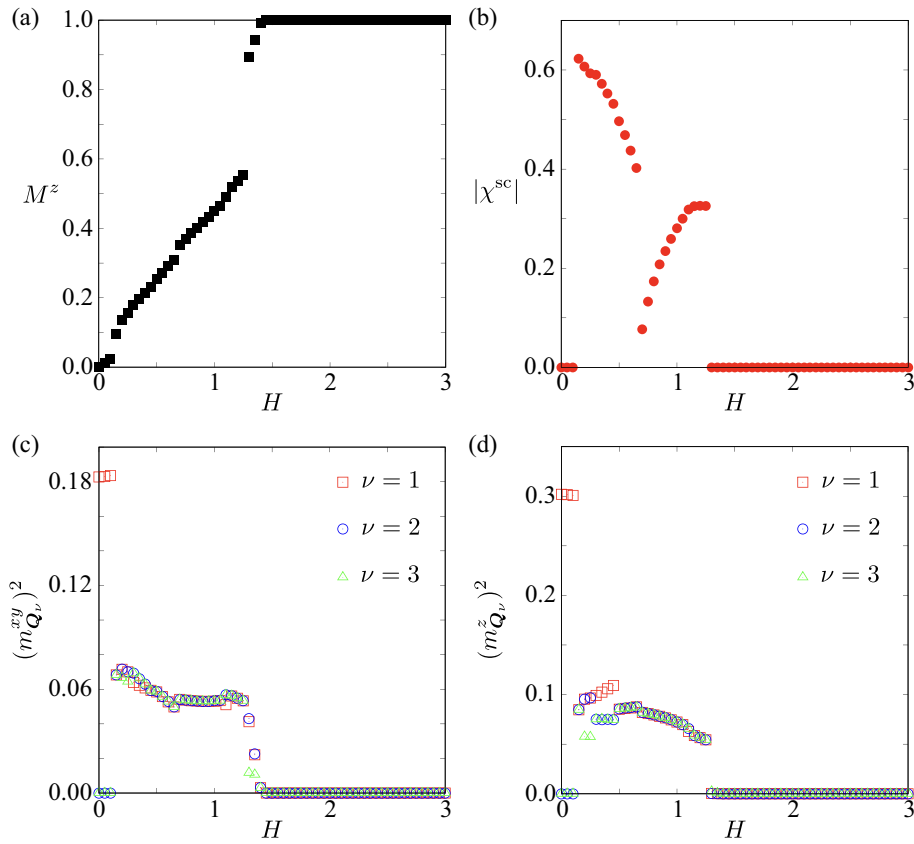 (a)
1.0
0.8
0.6
0.4
0.2
0.0
M^z
0 1 2 3
H
(b)
0.6
0.4
0.2
0.0
|χ^sc|
0 1 2 3
H
(c)
0.18
0.12
0.06
0.00
(m^{xy}_{Q_ν})^2
ν = 1
ν = 2
ν = 3
0 1 2 3
H
(d)
0.3
0.2
0.1
0.0
(m^z_{Q_ν})^2
ν = 1
ν = 2
ν = 3
0 1 2 3
H